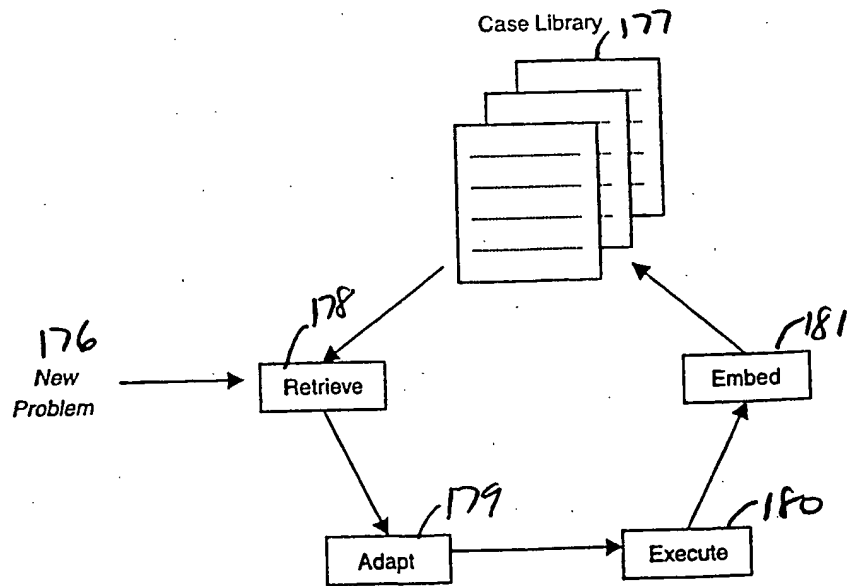 Case Library 177
178
176
New
Problem
Retrieve
181
Embed
179
Adapt
180
Execute